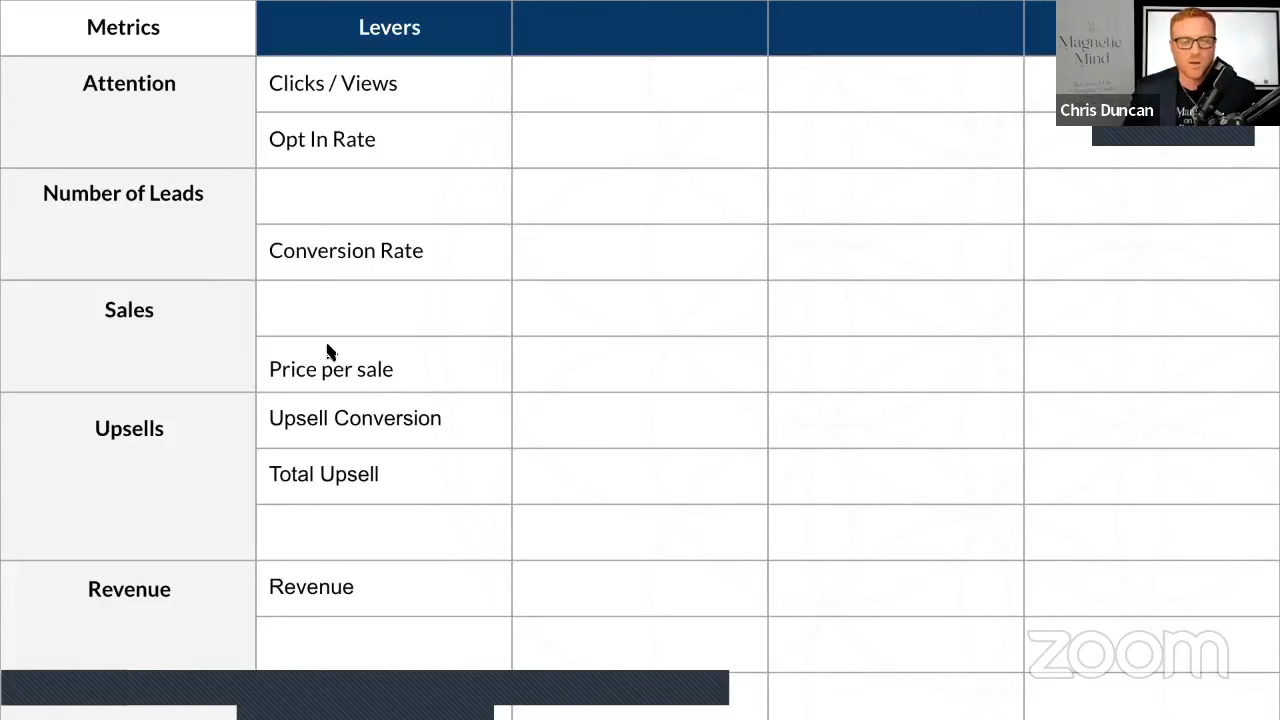 Metrics
Levers
Magnetic
Mind
Chris Duncan
Attention
Clicks / Views
Opt In Rate
Number of Leads
Conversion Rate
Sales
Price per sale
Upsells
Upsell Conversion
Total Upsell
Revenue
Revenue
zoom